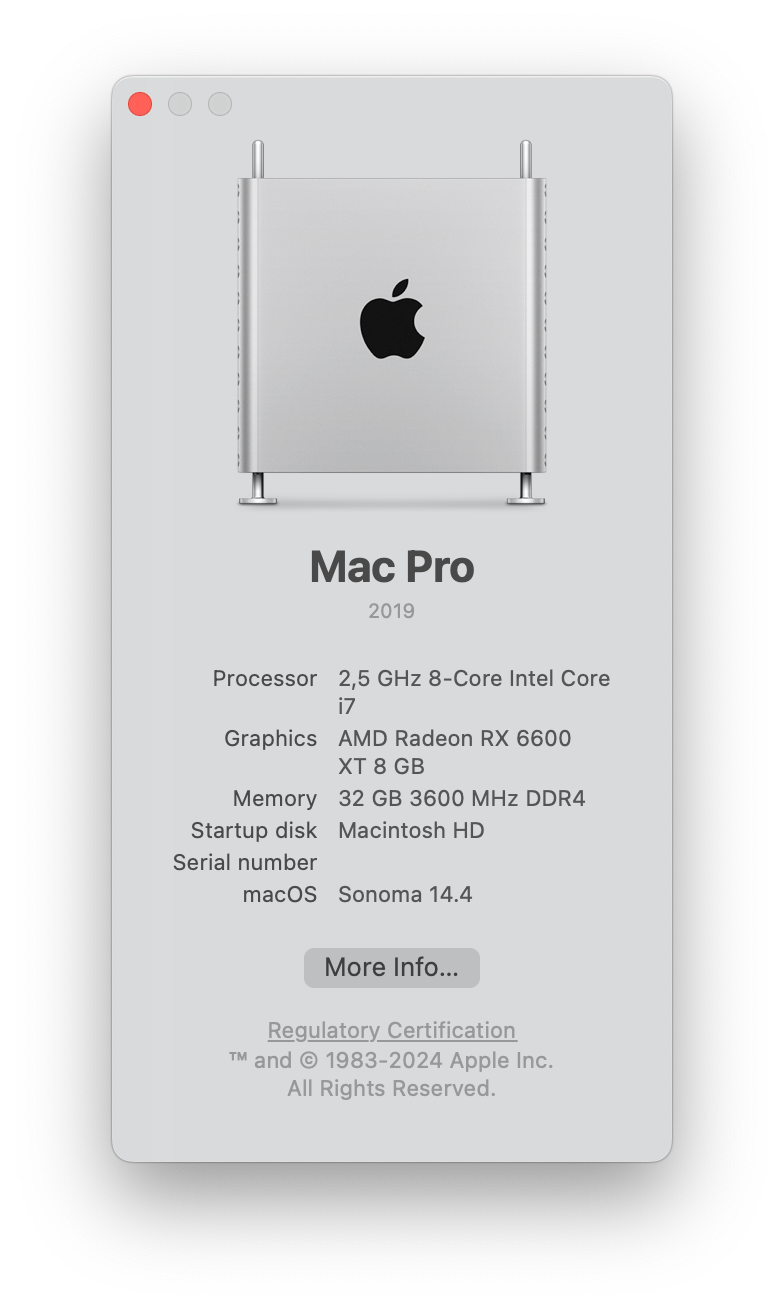 Mac Pro
2019
Processor 2,5 GHz 8-Core Intel Core
i7
Graphics AMD Radeon RX 6600
XT 8 GB
Memory 32 GB 3600 MHz DDR4
Startup disk Macintosh HD
Serial number
macOS Sonoma 14.4
More Info...
Regulatory Certification
™ and © 1983-2024 Apple Inc.
All Rights Reserved.